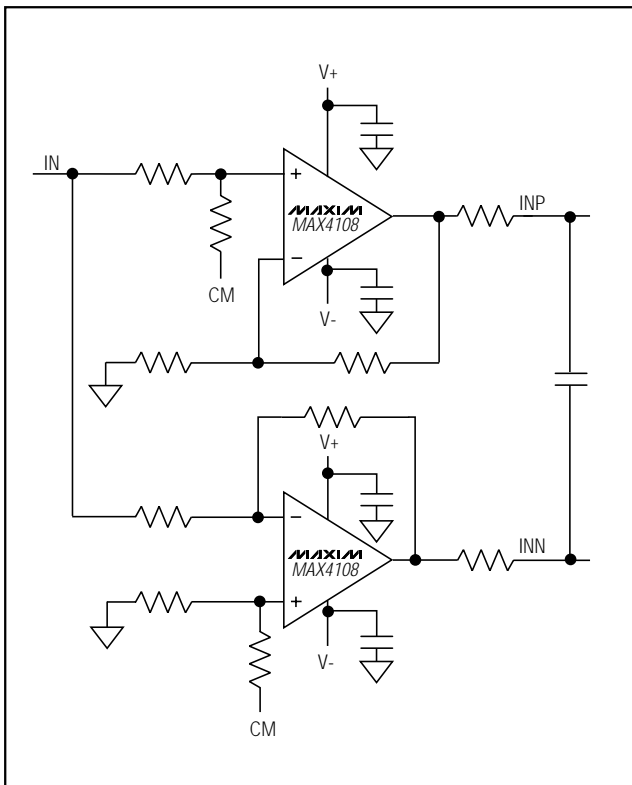 V+
IN
+
MAXIM
MAX4108
INP
−
CM
V-
V+
−
MAXIM
MAX4108
INN
+
V-
CM